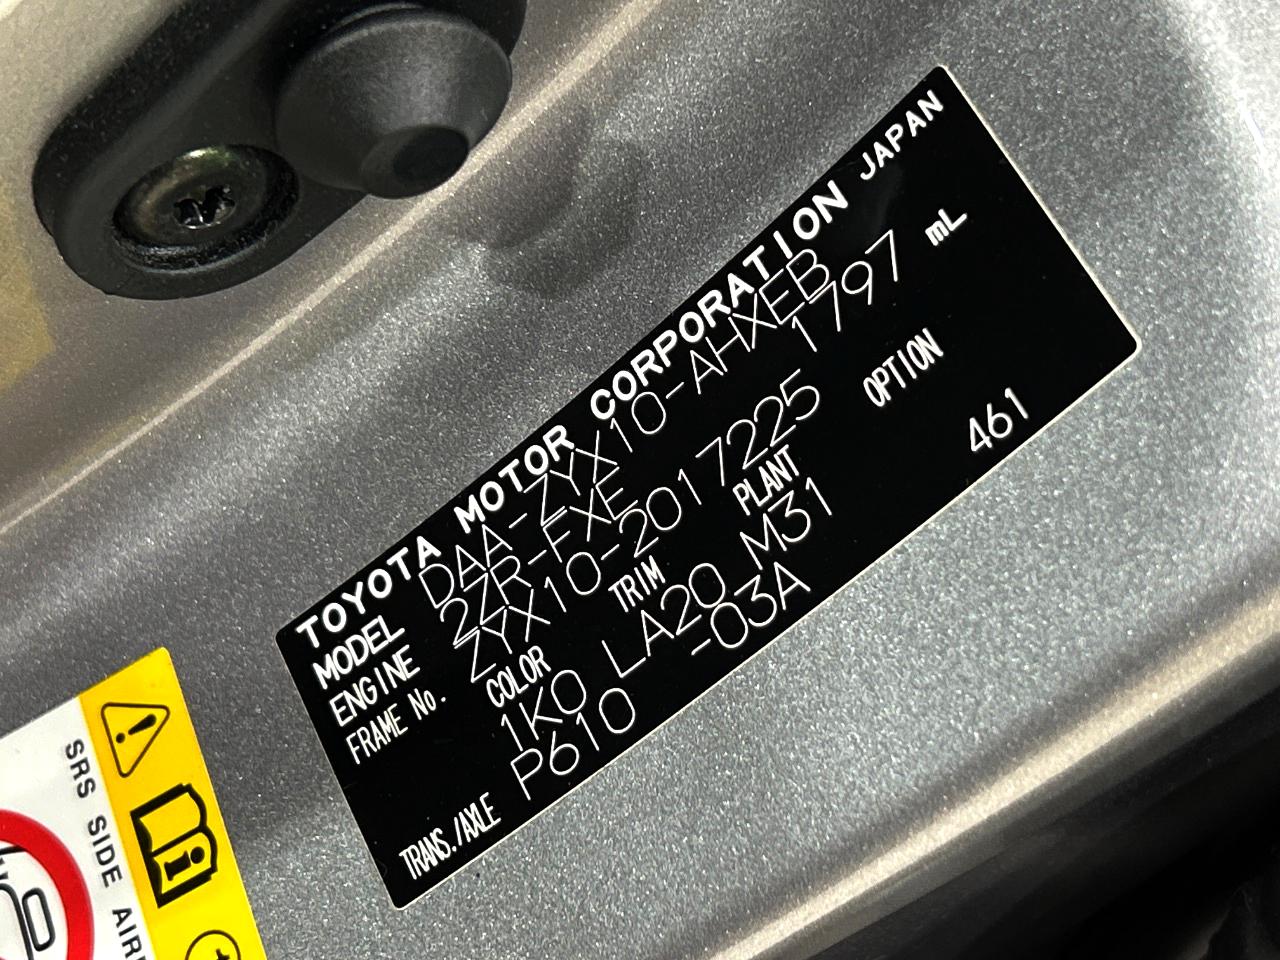 TOYOTA MOTOR CORPORATION JAPAN
MODEL DAA-ZYX10-AHXEB
ENGINE 2ZR-FXE 1797 mL
FRAME No. ZYX10-2017225
COLOR TRIM PLANT OPTION
1K0 LA20 M31 461
TRANS./AXLE P610 -03A
SRS SIDE